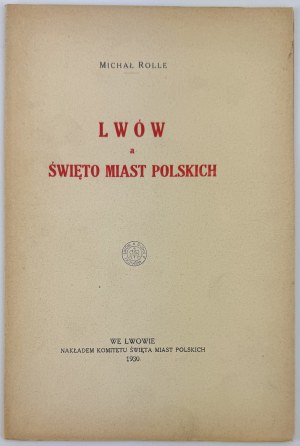 MICHAŁ ROLLE
LWÓW
a
ŚWIĘTO MIAST POLSKICH
WE LWOWIE
NAKŁADEM KOMITETU ŚWIĘTA MIAST POLSKICH
1930